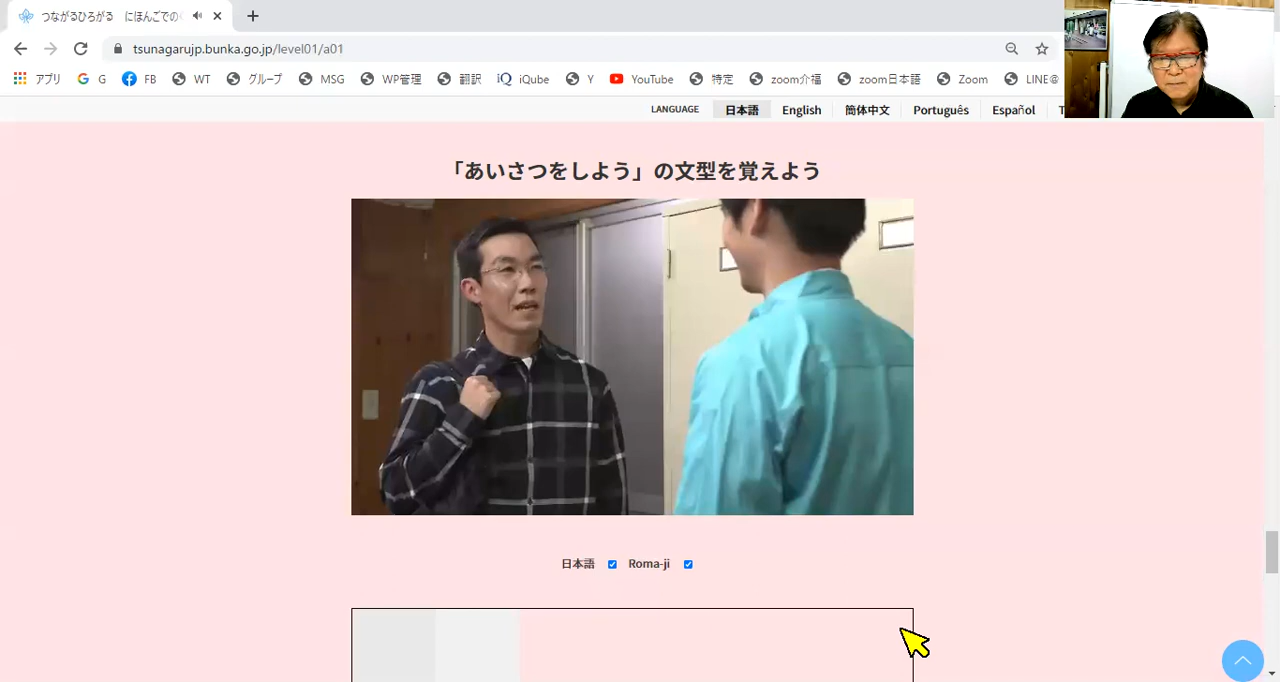 つながるひろがる にほんごでの
tsunagarujp.bunka.go.jp/level01/a01
アプリ G G FB WT グループ MSG WP管理 翻訳 iQ iQube Y YouTube 特定 zoom介福 zoom日本語 Zoom LINE@
LANGUAGE 日本語 English 简体中文 Português Español T
「あいさつをしよう」の文型を覚えよう
日本語 Roma-ji